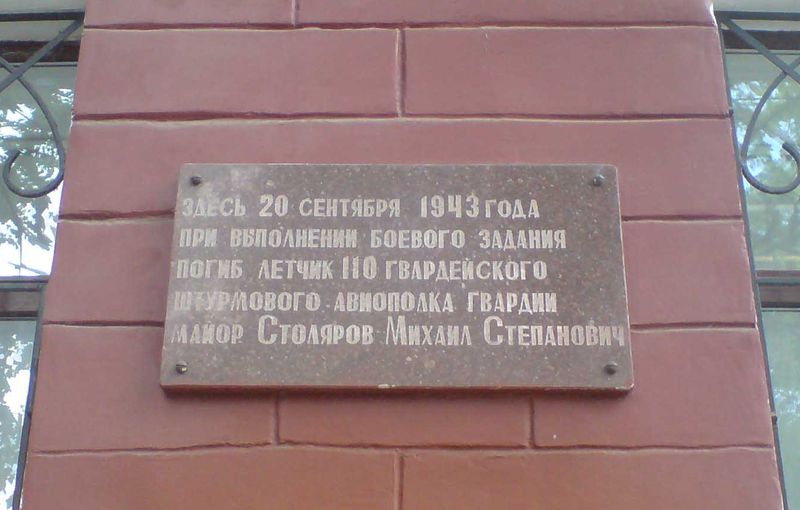 ЗДЕСЬ 20 СЕНТЯБРЯ 1943 ГОДА
ПРИ ВЫПОЛНЕНИИ БОЕВОГО ЗАДАНИЯ
ПОГИБ ЛЕТЧИК 110 ГВАРДЕЙСКОГО
ШТУРМОВОГО АВИОПОЛКА ГВАРДИИ
МАЙОР СТОЛЯРОВ МИХАИЛ СТЕПАНОВИЧ